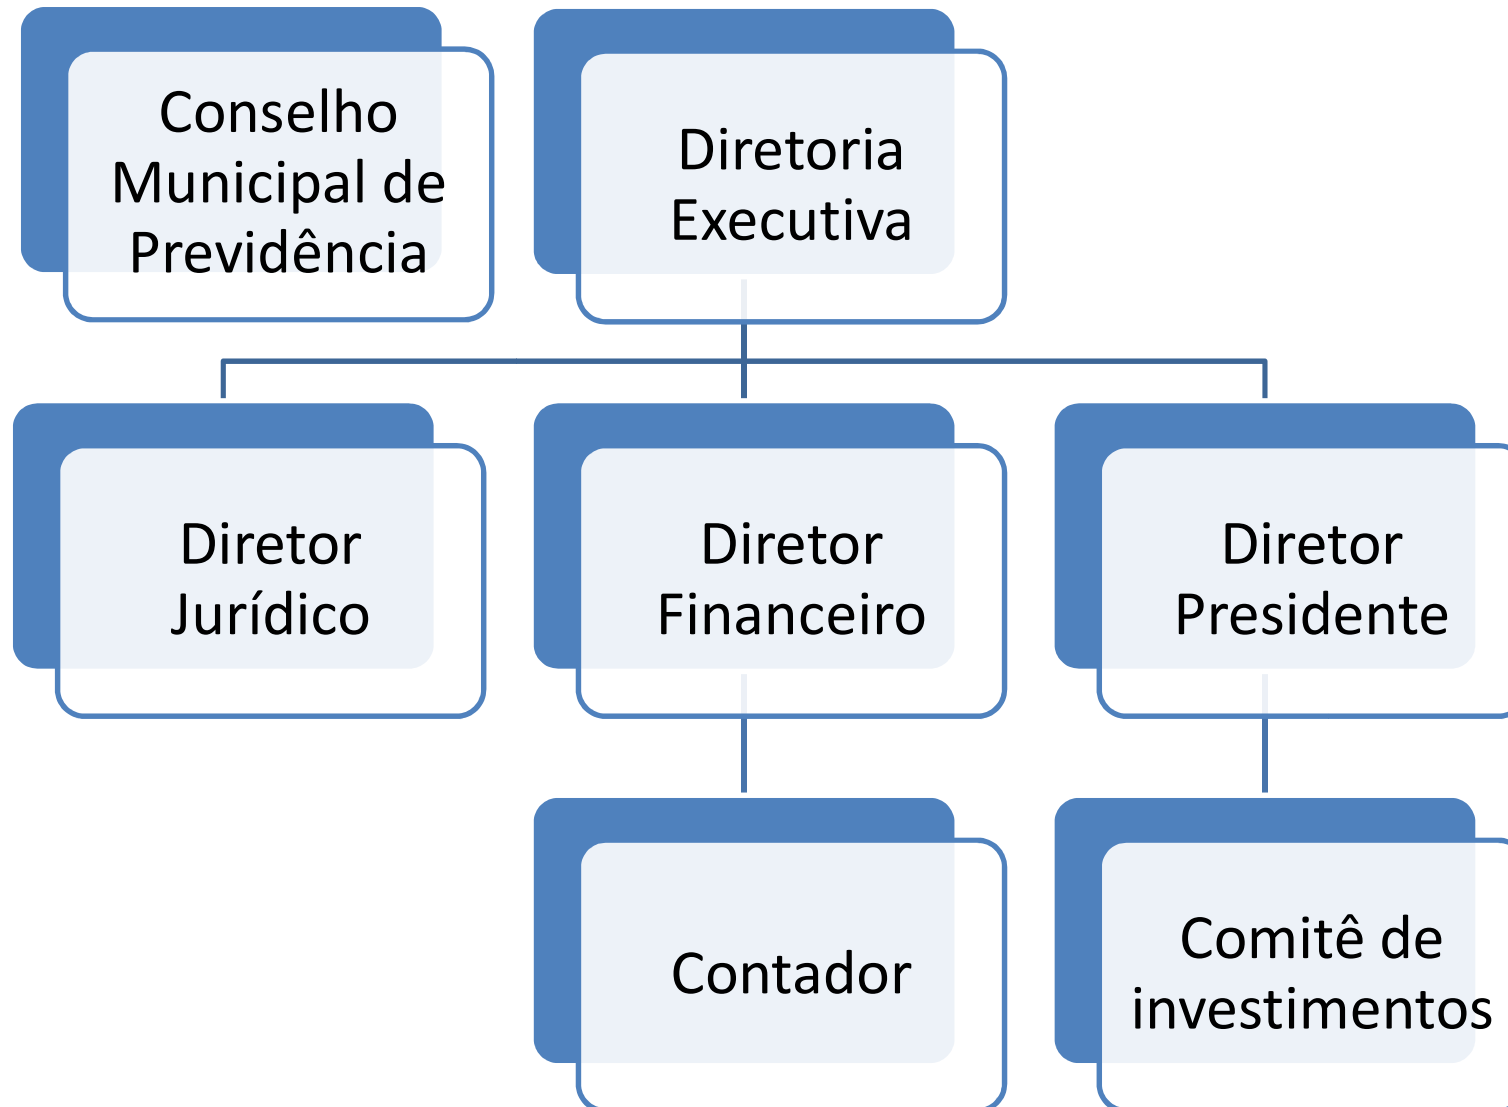 Conselho
Municipal de
Previdência
Diretoria
Executiva
Diretor
Jurídico
Diretor
Financeiro
Diretor
Presidente
Contador
Comitê de
investimentos